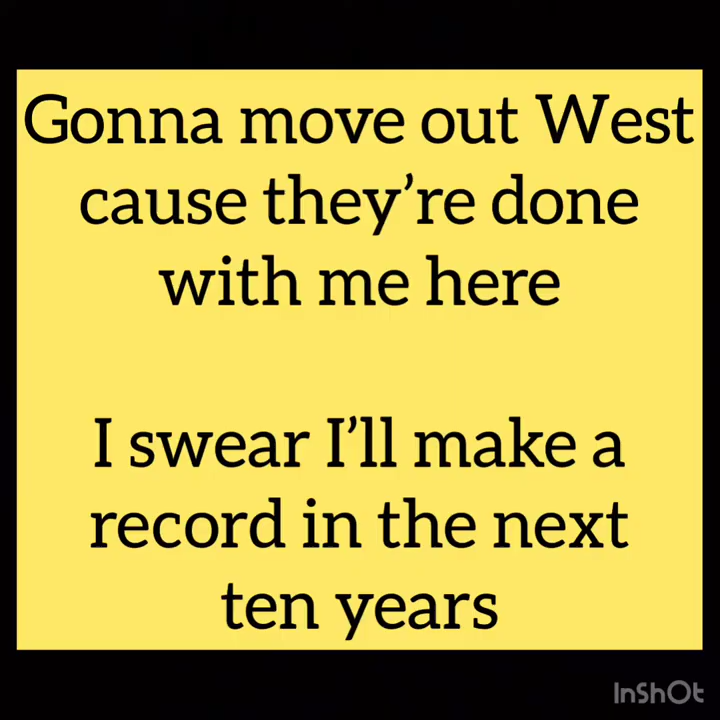 Gonna move out West
cause they’re done
with me here
I swear I’ll make a
record in the next
ten years
InShOt